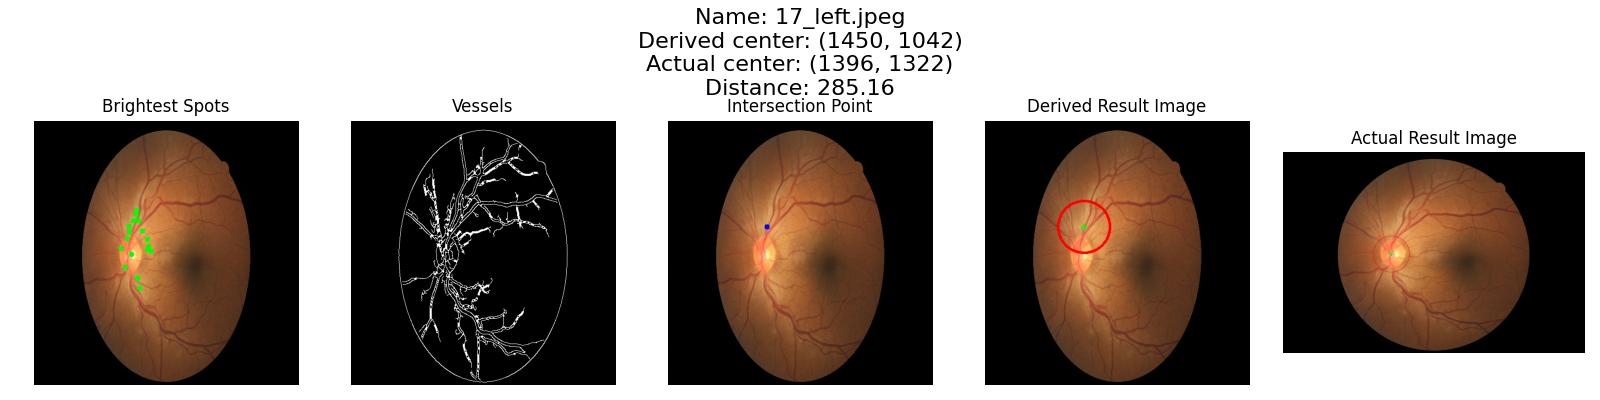 Name: 17_left.jpeg
Derived center: (1450, 1042)
Actual center: (1396, 1322)
Distance: 285.16
Brightest Spots
Vessels
Intersection Point
Derived Result Image
Actual Result Image